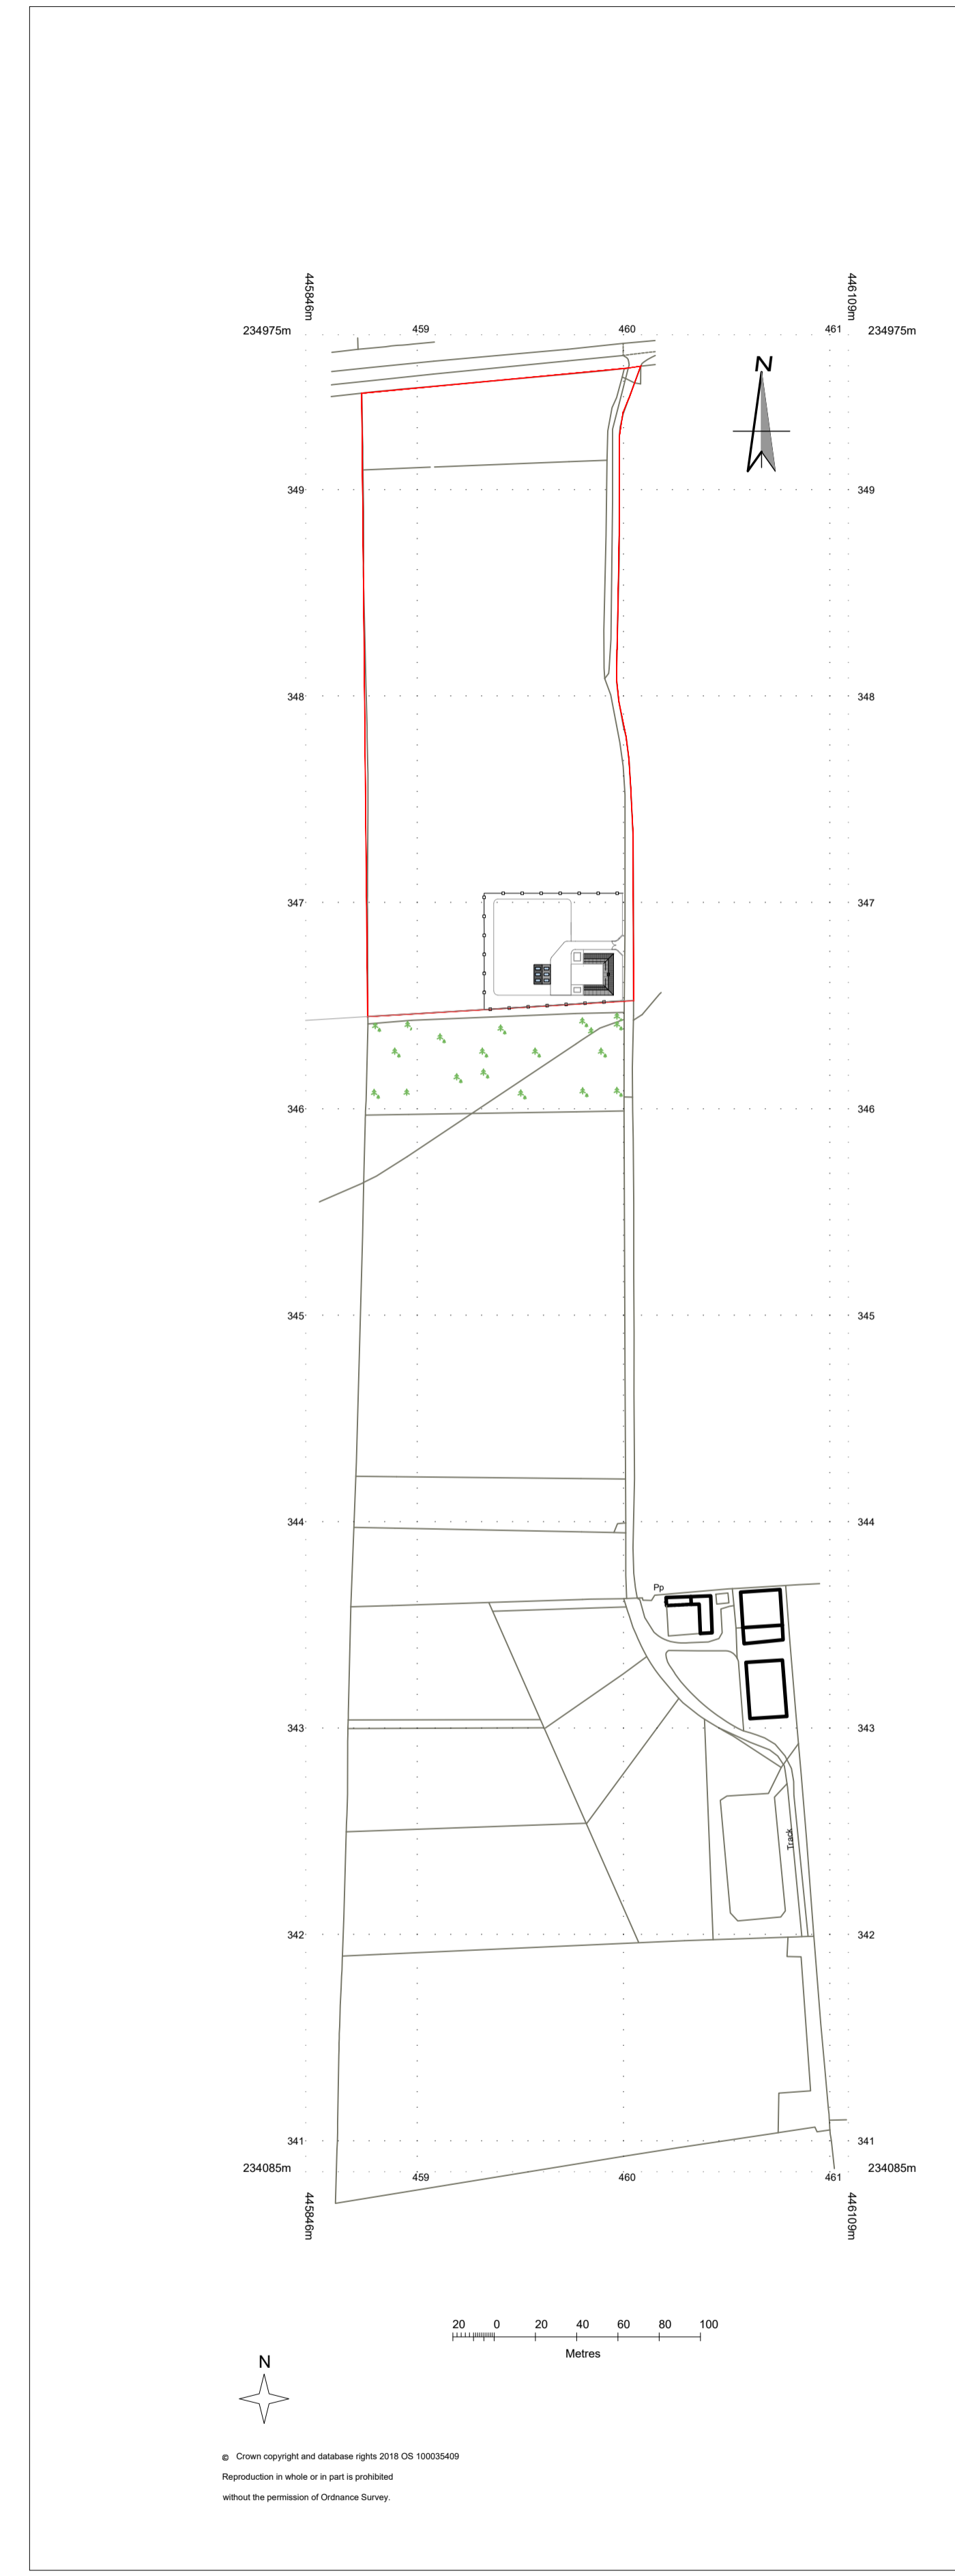 445846m
446109m
234975m
459
460
461
234975m
N
349
349
348
348
347
347
346
346
345
345
344
344
Pp
343
343
Track
342
342
341
341
234085m
459
460
461
234085m
445846m
446109m
20 0 20 40 60 80 100
Metres
N
© Crown copyright and database rights 2018 OS 100035409
Reproduction in whole or in part is prohibited
without the permission of Ordnance Survey.